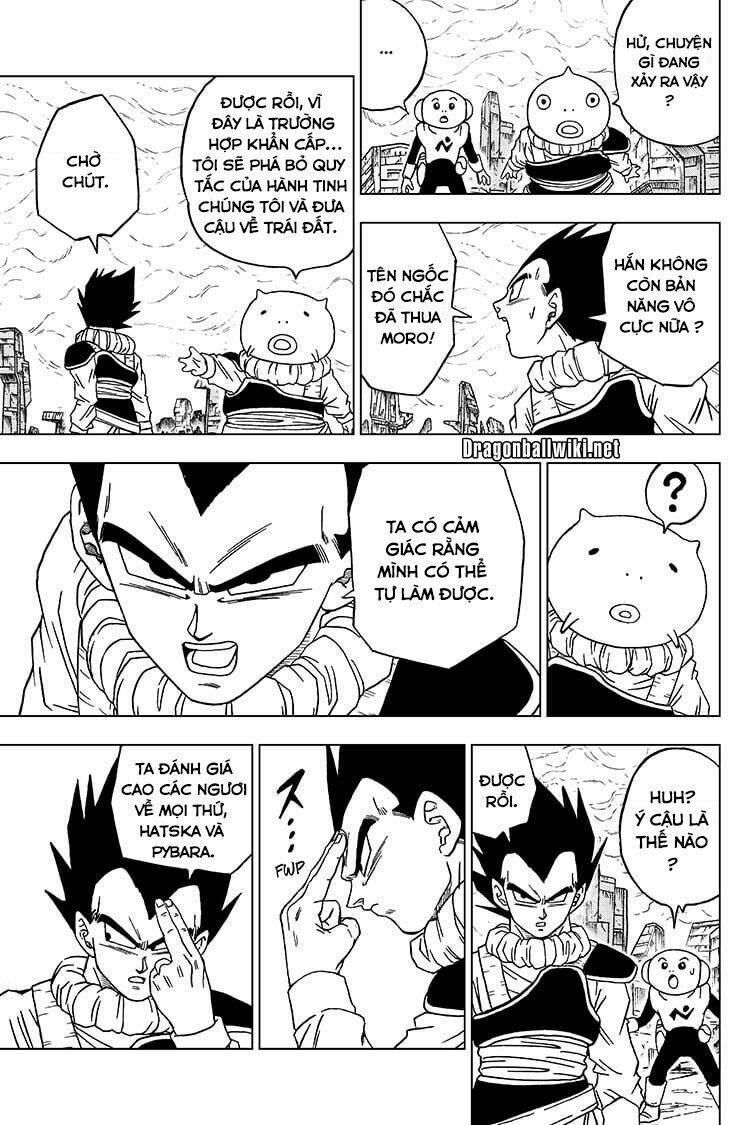 HỬ, CHUYỆN
GÌ ĐANG
XẢY RA VẬY
?
...
HẮN KHÔNG
CÒN BẢN
NĂNG VÔ
CỰC NỮA ?
TÊN NGỐC
ĐÓ CHẮC
ĐÃ THUA
MORO!
ĐƯỢC RỒI, VÌ
ĐÂY LÀ TRƯỜNG
HỢP KHẨN CẤP...
TÔI SẼ PHÁ BỎ QUY
TẮC CỦA HÀNH TINH
CHÚNG TÔI VÀ ĐƯA
CẬU VỀ TRÁI ĐẤT.
CHỜ
CHÚT.
Dragonballwiki.net
?
TA CÓ CẢM
GIÁC RẰNG
MÌNH CÓ THỂ
TỰ LÀM ĐƯỢC.
HUH?
Ý CẬU LÀ
THẾ NÀO
?
ĐƯỢC
RỒI.
ス...
FWP
TA ĐÁNH GIÁ
CAO CÁC NGƯƠI
VỀ MỌI THỨ,
HATSKA VÀ
PYBARA.